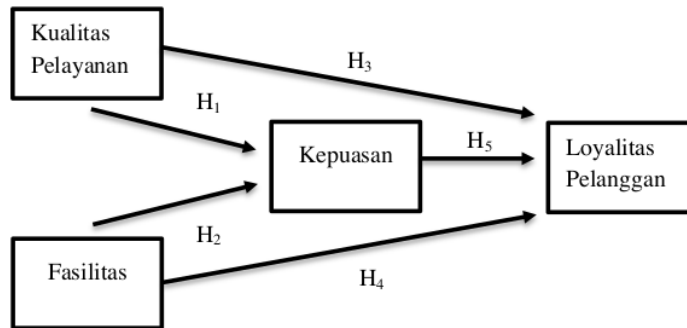 Kualitas
Pelayanan
H₃
H₁
Kepuasan
H₅
Loyalitas
Pelanggan
H₂
Fasilitas
H₄